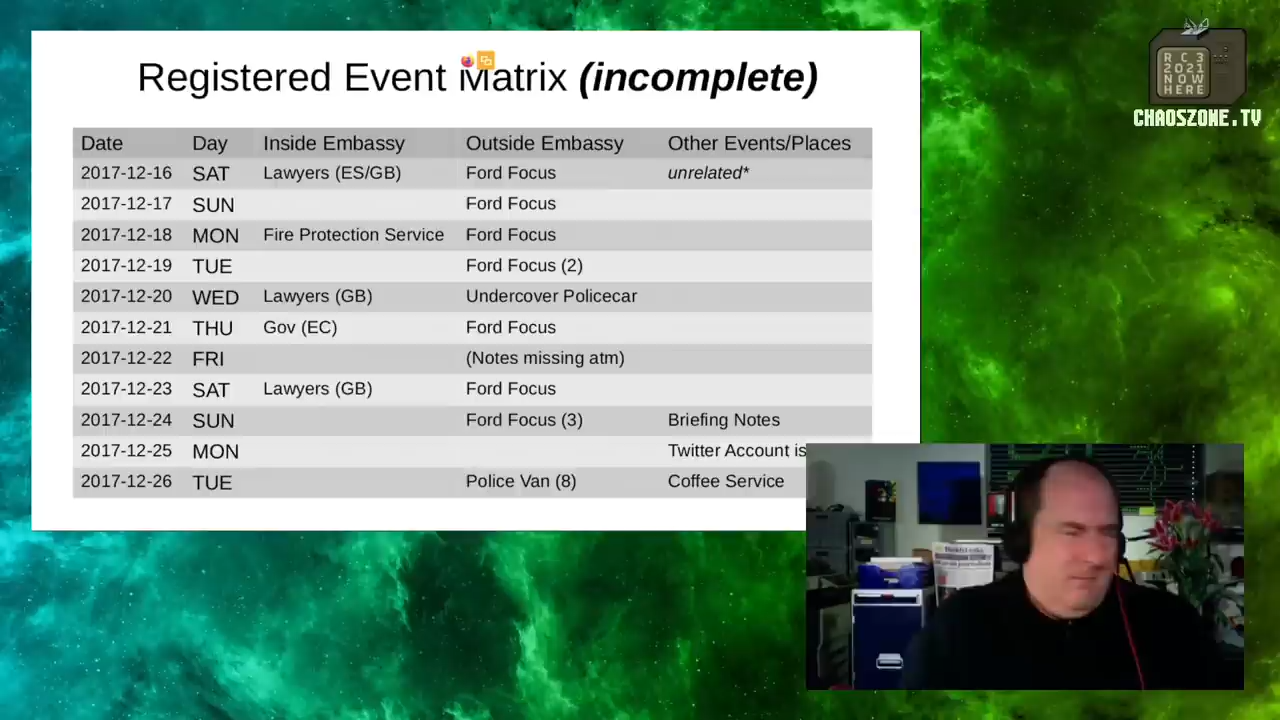 Registered Event Matrix (incomplete)
Date Day Inside Embassy Outside Embassy Other Events/Places
2017-12-16 SAT Lawyers (ES/GB) Ford Focus unrelated*
2017-12-17 SUN Ford Focus
2017-12-18 MON Fire Protection Service Ford Focus
2017-12-19 TUE Ford Focus (2)
2017-12-20 WED Lawyers (GB) Undercover Policecar
2017-12-21 THU Gov (EC) Ford Focus
2017-12-22 FRI (Notes missing atm)
2017-12-23 SAT Lawyers (GB) Ford Focus
2017-12-24 SUN Ford Focus (3) Briefing Notes
2017-12-25 MON Twitter Account is
2017-12-26 TUE Police Van (8) Coffee Service
RC3
2021
NOW
HERE
CHAOSZONE.TV